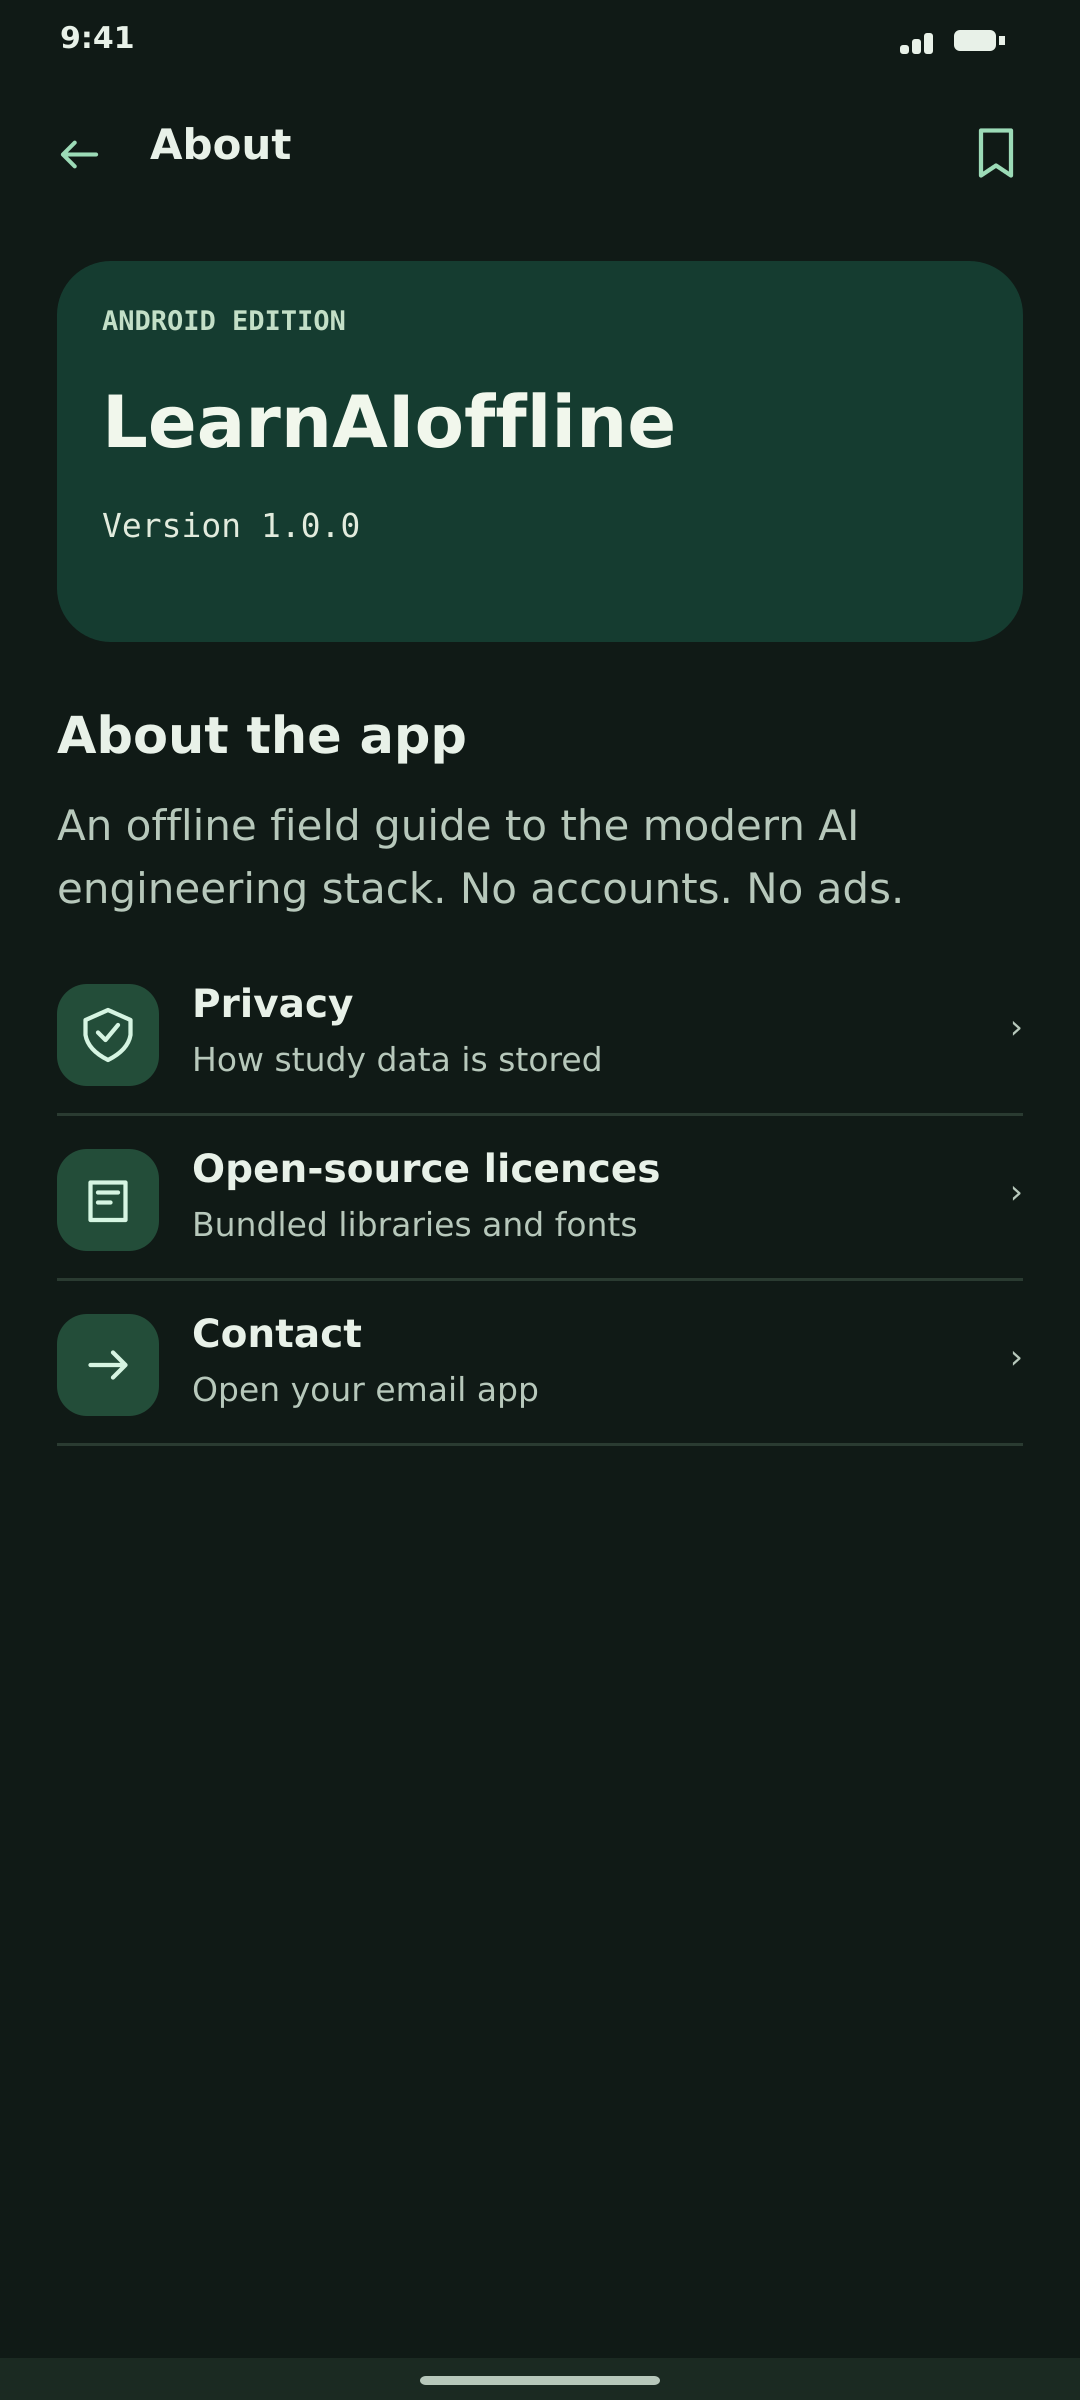 9:41
About
ANDROID EDITION
LearnAIoffline
Version 1.0.0
About the app
An offline field guide to the modern AI
engineering stack. No accounts. No ads.
Privacy
How study data is stored
Open-source licences
Bundled libraries and fonts
Contact
Open your email app